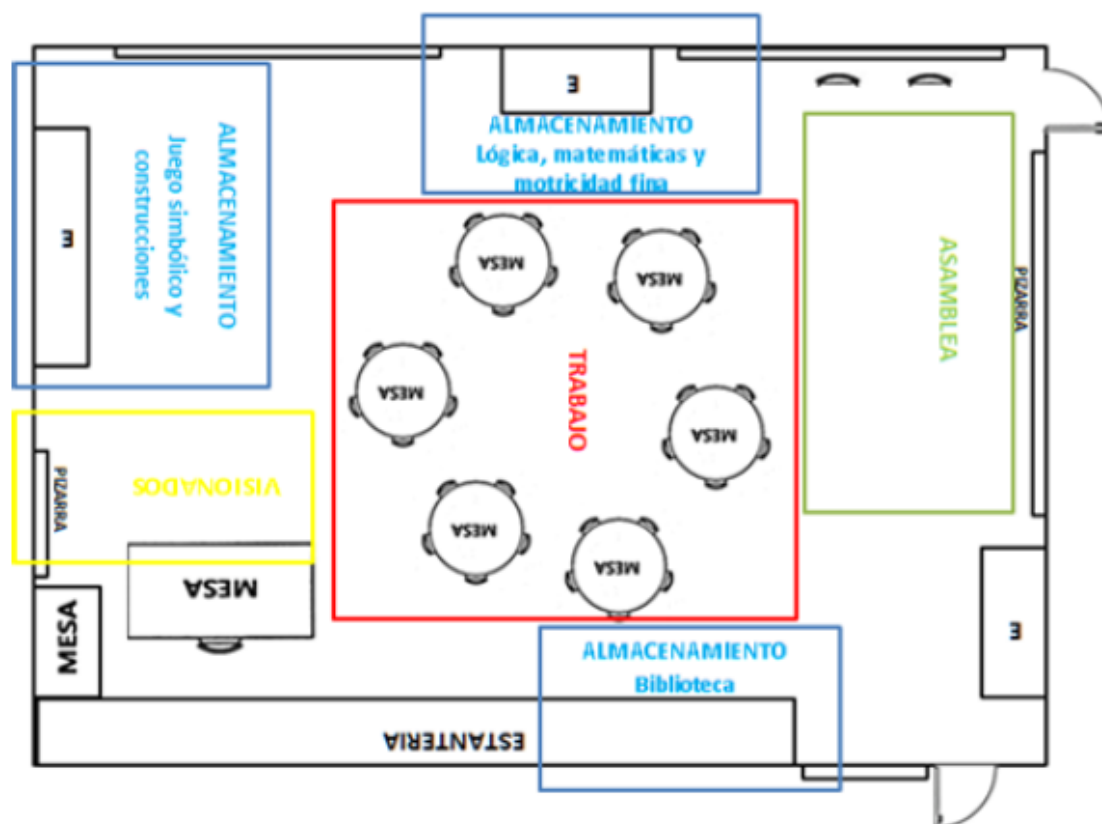 E
ALMACENAMIENTO
Lógica, matemáticas y
motricidad fina
ALMACENAMIENTO
Juego simbólico y
construcciones
E
MESA
MESA
MESA
MESA
MESA
MESA
TRABAJO
ASAMBLEA
PIZARRA
PIZARRA
VISIONADOS
MESA
MESA
E
ALMACENAMIENTO
Biblioteca
ESTANTERIA